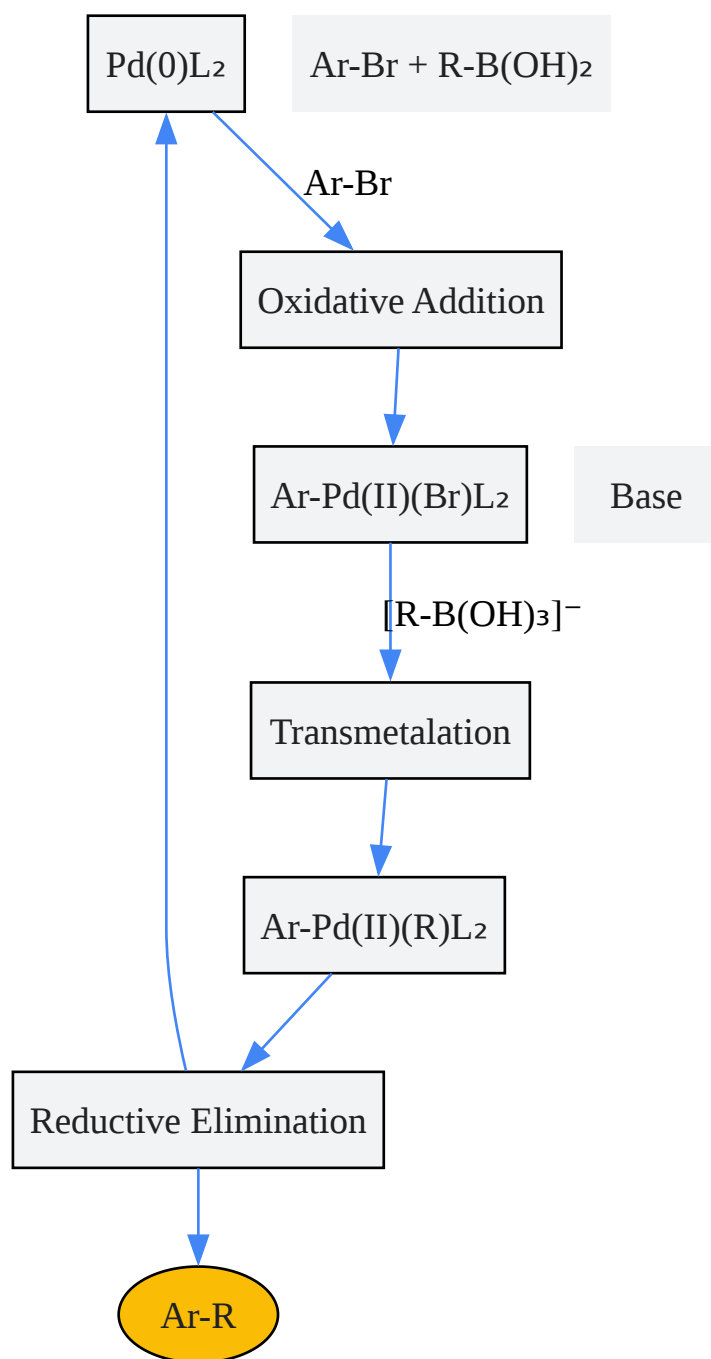 Pd(0)L₂
Ar-Br + R-B(OH)₂
Ar-Br
Oxidative Addition
Ar-Pd(II)(Br)L₂
Base
[R-B(OH)₃]⁻
Transmetalation
Ar-Pd(II)(R)L₂
Reductive Elimination
Ar-R